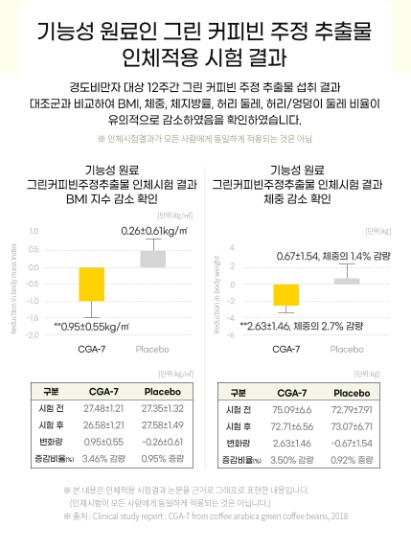 기능성 원료인 그린 커피빈 주정 추출물
인체적용 시험 결과
경도비만자 대상 12주간 그린 커피빈 주정 추출물 섭취 결과
대조군과 비교하여 BMI, 체중, 체지방률, 허리 둘레, 허리/엉덩이 둘레 비율이
유의적으로 감소하였음을 확인하였습니다.
※ 인체시험결과가 모든 사람에게 동일하게 적용되는 것은 아님
기능성 원료
그린커피빈주정추출물 인체시험 결과
BMI 지수 감소 확인
[단위:kg/㎡]
Reduction in body mass index
1.0
0.5
0.0
-0.5
-1.0
-1.5
-2.0
0.26±0.61kg/㎡
**0.95±0.55kg/㎡
CGA-7 Placebo
[단위:kg/㎡]
구분 CGA-7 Placebo
시험 전 27.48±1.21 27.35±1.32
시험 후 26.58±1.21 27.58±1.49
변화량 0.95±0.55 -0.26±0.61
증감비율(%) 3.46% 감량 0.95% 증량
기능성 원료
그린커피빈주정추출물 인체시험 결과
체중 감소 확인
[단위:kg]
Reduction in body weight
4
2
0
-2
-4
-6
0.67±1.54, 체중의 1.4% 감량
**2.63±1.46, 체중의 2.7% 감량
CGA-7 Placebo
[단위:kg]
구분 CGA-7 Placebo
시험 전 75.09±6.6 72.79±7.91
시험 후 72.71±6.56 73.07±6.71
변화량 2.63±1.46 -0.67±1.54
증감비율(%) 3.50% 감량 0.92% 증량
※ 본 내용은 인체적용 시험결과 논문을 근거로 그래프로 표현한 내용입니다.
(인체시험이 모든 사람에게 동일하게 적용되는 것은 아닙니다.)
※ 출처 : Clinical study report : CGA-7 from coffee arabica green coffee beans, 2018